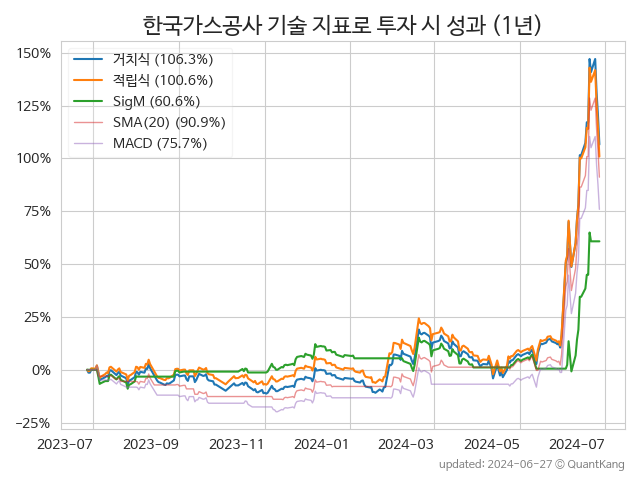 한국가스공사 기술 지표로 투자 시 성과 (1년)
150%
125%
100%
75%
50%
25%
0%
−25%
거치식 (106.3%)
적립식 (100.6%)
SigM (60.6%)
SMA(20) (90.9%)
MACD (75.7%)
2023-07 2023-09 2023-11 2024-01 2024-03 2024-05 2024-07
updated: 2024-06-27 © QuantKang